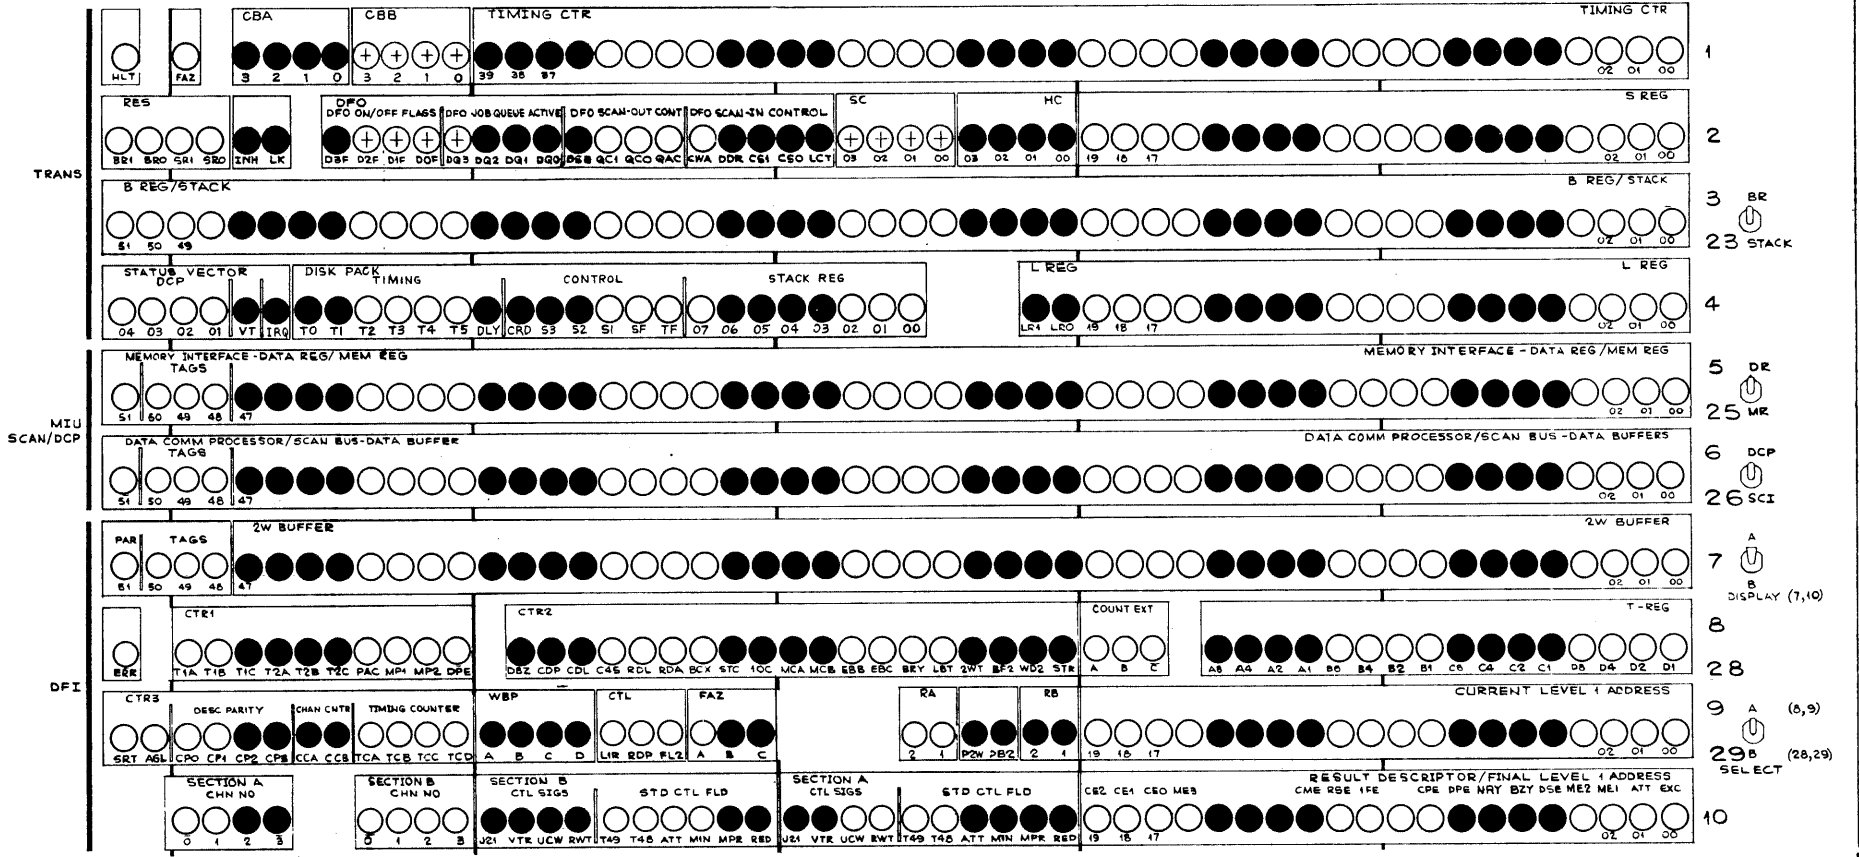 CBA CBB TIMING CTR TIMING CTR
HLT FAZ 3 2 1 0 3 2 1 0 39 38 37 02 01 00 1
RES DFO SC HC S REG
DFO ON/OFF FLAGS DFO JOB QUEUE ACTIVE DFO SCAN-OUT CONT DFO SCAN-IN CONTROL
BR1 BR0 SR1 SR0 INH LK D3F D2F D1F D0F DQ3 DQ2 DQ1 DQ0 DSB QC1 QCO QAC CWA DDR CS1 CSO LCT 03 02 01 00 03 02 01 00 19 18 17 02 01 00 2
TRANS
B REG/STACK B REG/STACK
51 50 49 02 01 00 3 BR
23 STACK
STATUS VECTOR DISK PACK L REG L REG
DCP TIMING CONTROL STACK REG
04 03 02 01 VT IRQ T0 T1 T2 T3 T4 T5 DLY CRD S3 S2 S1 SF TF 07 06 05 04 03 02 01 00 LR1 LR0 19 18 17 02 01 00 4
MEMORY INTERFACE -DATA REG/ MEM REG MEMORY INTERFACE - DATA REG/MEM REG
TAGS 5 DR
51 50 49 48 47 02 01 00 25 MR
MIU
SCAN/DCP
DATA COMM PROCESSOR/SCAN BUS-DATA BUFFER DATA COMM PROCESSOR/SCAN BUS -DATA BUFFERS
TAGS 6 DCP
51 50 49 48 47 02 01 00 26 SCI
2W BUFFER 2W BUFFER
PAR TAGS A
51 50 49 48 47 02 01 00 7
B
DISPLAY (7,10)
CTR1 CTR2 COUNT EXT T-REG
8
ERR T1A T1B T1C T2A T2B T2C PAC MP1 MP2 DPE DBZ CDP CDL C4S RDL RDA BCX STC 10C MCA MCB EBB EBC BRY LBT 2WT BF2 WD2 STR A B C A8 A4 A2 A1 B8 B4 B2 B1 C8 C4 C2 C1 D8 D4 D2 D1 28
DFI
CTR3 WBP CTL FAZ RA RB CURRENT LEVEL 1 ADDRESS
DESC PARITY CHAN CNTR TIMING COUNTER 9 A (8,9)
SRT AGL CP0 CP1 CP2 CP3 CCA CCB TCA TCB TCC TCD A B C D LIR RDP FL2 A B C 2 1 P2W DB2 2 1 19 18 17 02 01 00 29 B (28,29)
SELECT
SECTION A SECTION B SECTION B SECTION A RESULT DESCRIPTOR/FINAL LEVEL 1 ADDRESS
CHN NO CHN NO CTL SIGS STD CTL FLD CTL SIGS STD CTL FLD CE2 CE1 CEO ME3 CME RSE 1FE CPE DPE NRY BZY DSE ME2 ME1 ATT EXC
0 1 2 3 0 1 2 3 J21 VTR UCW RWT T49 T48 ATT MIN MPR RED J21 VTR UCW RWT T49 T48 ATT MIN MPR RED 19 18 17 02 01 00 10